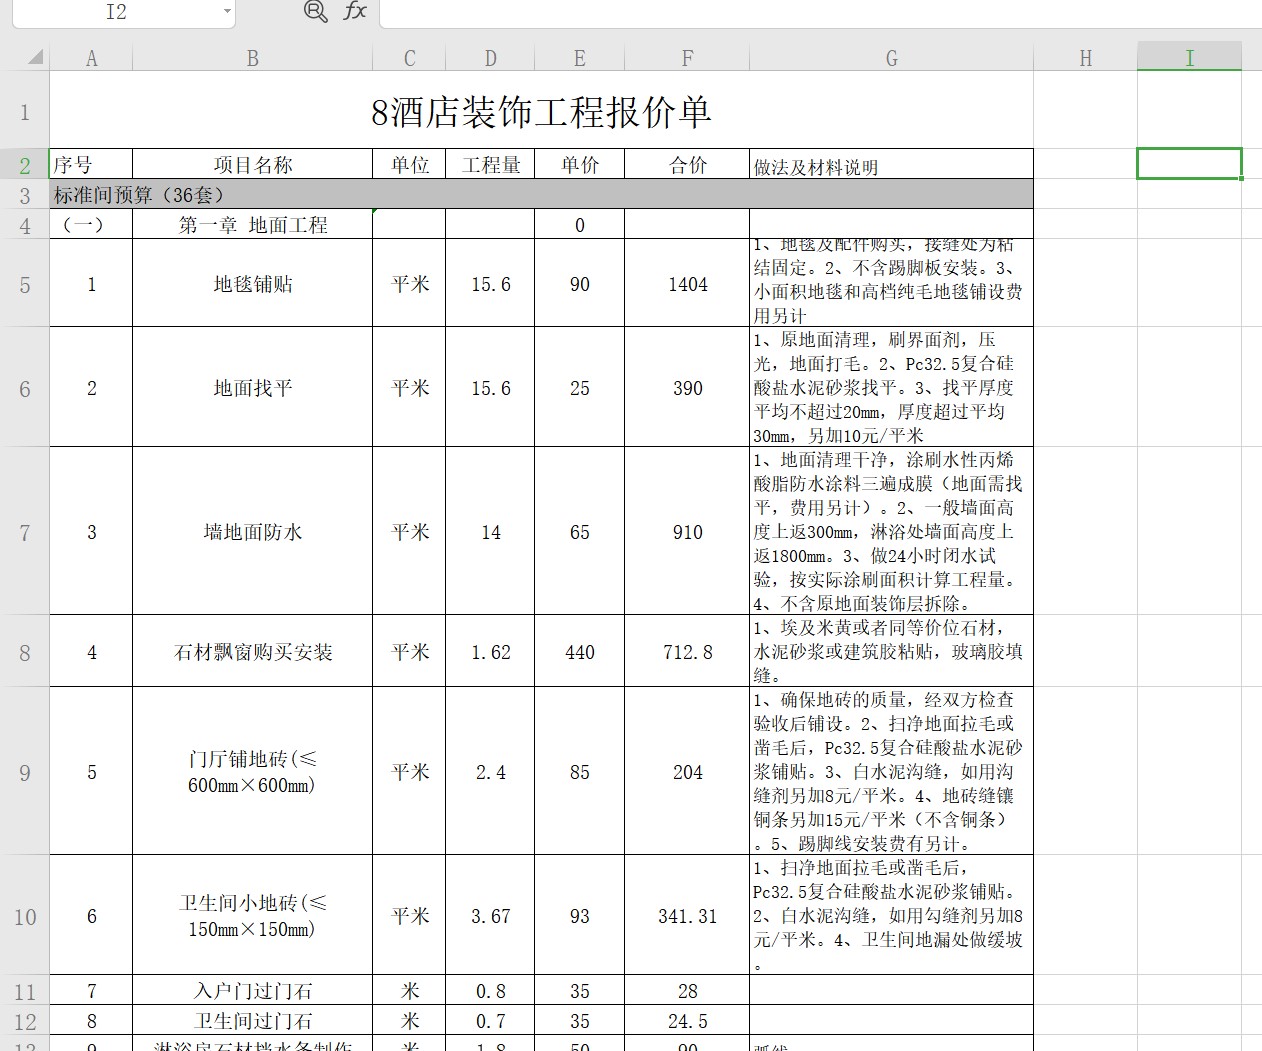 I2
fx
A B C D E F G H I
1 8酒店装饰工程报价单
2 序号 项目名称 单位 工程量 单价 合价 做法及材料说明
3 标准间预算（36套）
4 （一） 第一章 地面工程 0
5 1 地毯铺贴 平米 15.6 90 1404
1、地毯及配件购买，接缝处为粘
结固定。2、不含踢脚板安装。3、
小面积地毯和高档纯毛地毯铺设费
用另计
6 2 地面找平 平米 15.6 25 390
1、原地面清理，刷界面剂，压
光，地面打毛。2、Pc32.5复合硅
酸盐水泥砂浆找平。3、找平厚度
平均不超过20mm，厚度超过平均
30mm，另加10元/平米
7 3 墙地面防水 平米 14 65 910
1、地面清理干净，涂刷水性丙烯
酸脂防水涂料三遍成膜（地面需找
平，费用另计）。2、一般墙面高
度上返300mm，淋浴处墙面高度上
返1800mm。3、做24小时闭水试
验，按实际涂刷面积计算工程量。
4、不含原地面装饰层拆除。
8 4 石材飘窗购买安装 平米 1.62 440 712.8
1、埃及米黄或者同等价位石材，
水泥砂浆或建筑胶粘贴，玻璃胶填
缝。
9 5 门厅铺地砖(≤
600mm×600mm) 平米 2.4 85 204
1、确保地砖的质量，经双方检查
验收后铺设。2、扫净地面拉毛或
凿毛后，Pc32.5复合硅酸盐水泥砂
浆铺贴。3、白水泥沟缝，如用沟
缝剂另加8元/平米。4、地砖缝镶
铜条另加15元/平米（不含铜条）
。5、踢脚线安装费有另计。
10 6 卫生间小地砖(≤
150mm×150mm) 平米 3.67 93 341.31
1、扫净地面拉毛或凿毛后，
Pc32.5复合硅酸盐水泥砂浆铺贴。
2、白水泥沟缝，如用勾缝剂另加8
元/平米。4、卫生间地漏处做缓坡
。
11 7 入户门过门石 米 0.8 35 28
12 8 卫生间过门石 米 0.7 35 24.5
13 9 淋浴房石材挡水条制作 米 1.8 50 90 弧线